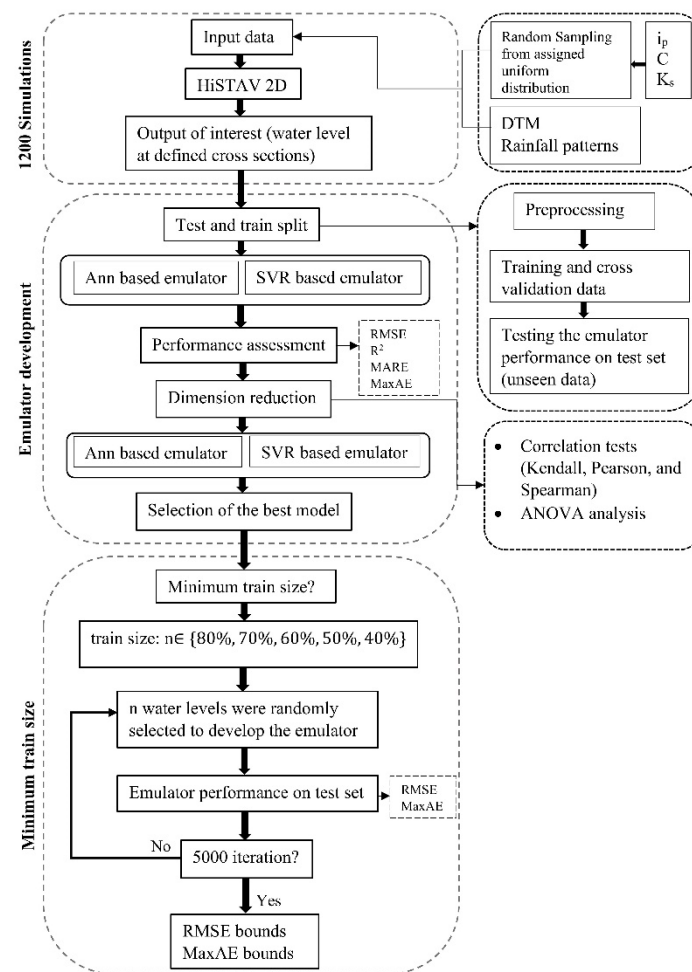 1200 Simulations
Input data
HiSTAV 2D
Output of interest (water level
at defined cross sections)
Random Sampling
from assigned
uniform
distribution
ip
C
Ks
DTM
Rainfall patterns
Emulator development
Test and train split
Ann based emulator
SVR based emulator
Performance assessment
RMSE
R²
MARE
MaxAE
Dimension reduction
Ann based emulator
SVR based emulator
Selection of the best model
Preprocessing
Training and cross
validation data
Testing the emulator
performance on test set
(unseen data)
• Correlation tests
(Kendall, Pearson, and
Spearman)
• ANOVA analysis
Minimum train size
Minimum train size?
train size: n∈ {80%, 70%, 60%, 50%, 40%}
n water levels were randomly
selected to develop the emulator
Emulator performance on test set
RMSE
MaxAE
No
5000 iteration?
Yes
RMSE bounds
MaxAE bounds